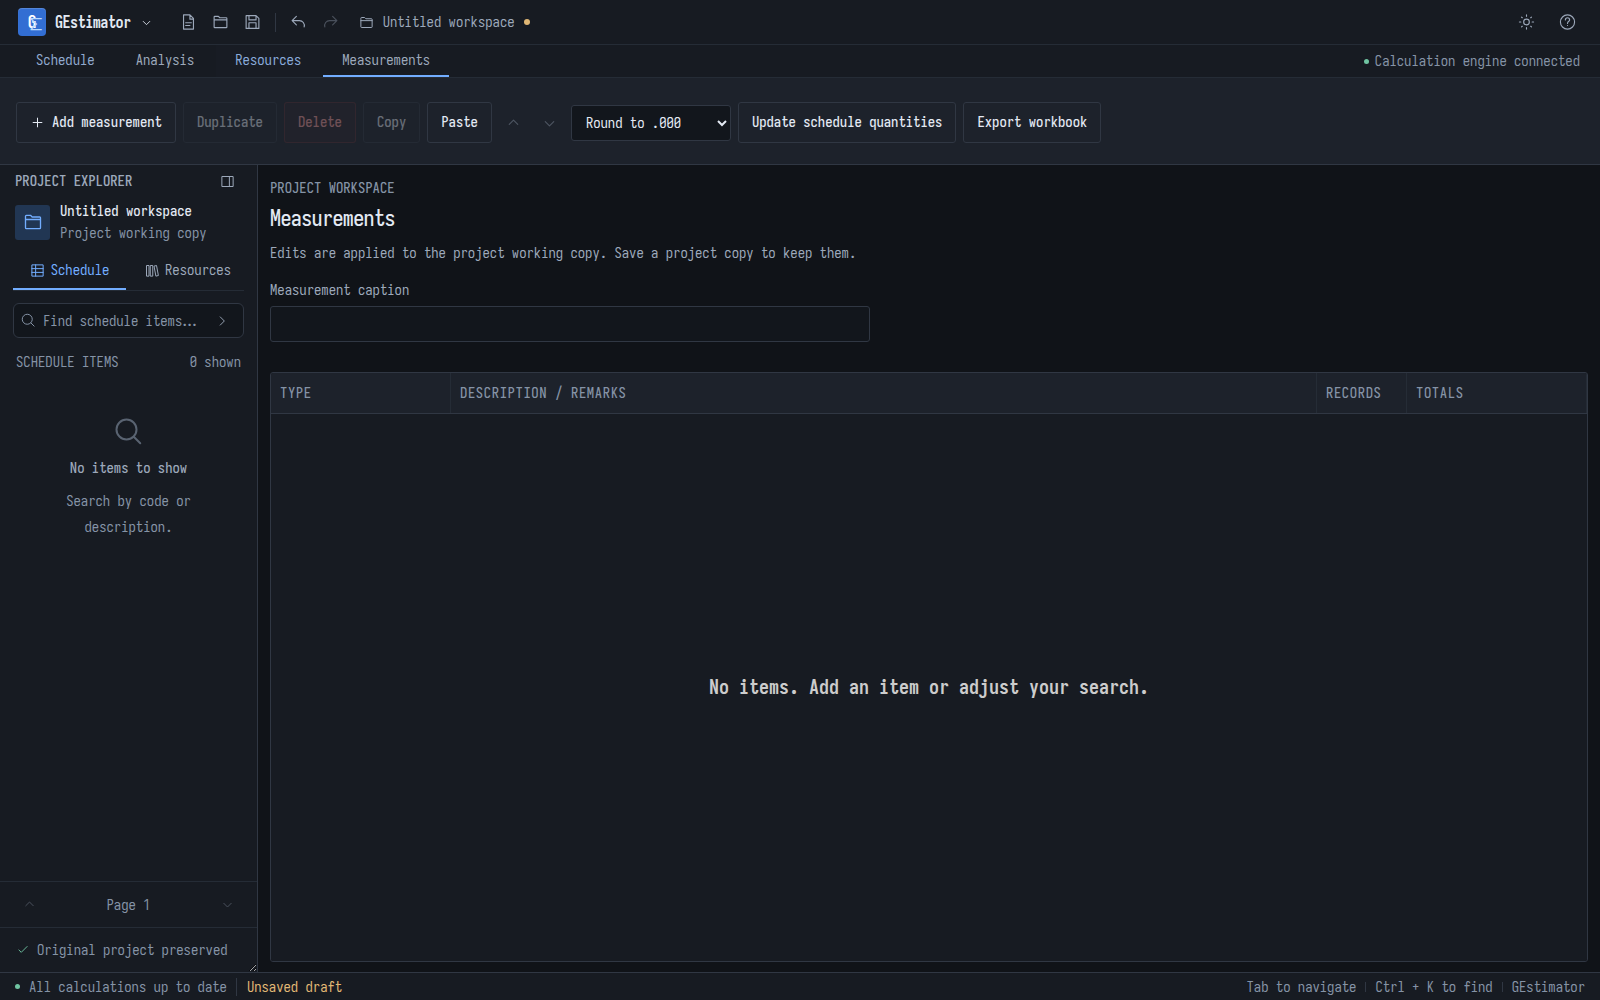 GEstimator
Untitled workspace
Schedule
Analysis
Resources
Measurements
Calculation engine connected
Add measurement
Duplicate
Delete
Copy
Paste
Round to .000
Update schedule quantities
Export workbook
PROJECT EXPLORER
Untitled workspace
Project working copy
Schedule
Resources
Find schedule items...
SCHEDULE ITEMS
0 shown
No items to show
Search by code or
description.
Page 1
Original project preserved
PROJECT WORKSPACE
Measurements
Edits are applied to the project working copy. Save a project copy to keep them.
Measurement caption
TYPE
DESCRIPTION / REMARKS
RECORDS
TOTALS
No items. Add an item or adjust your search.
All calculations up to date
Unsaved draft
Tab to navigate
Ctrl + K to find
GEstimator